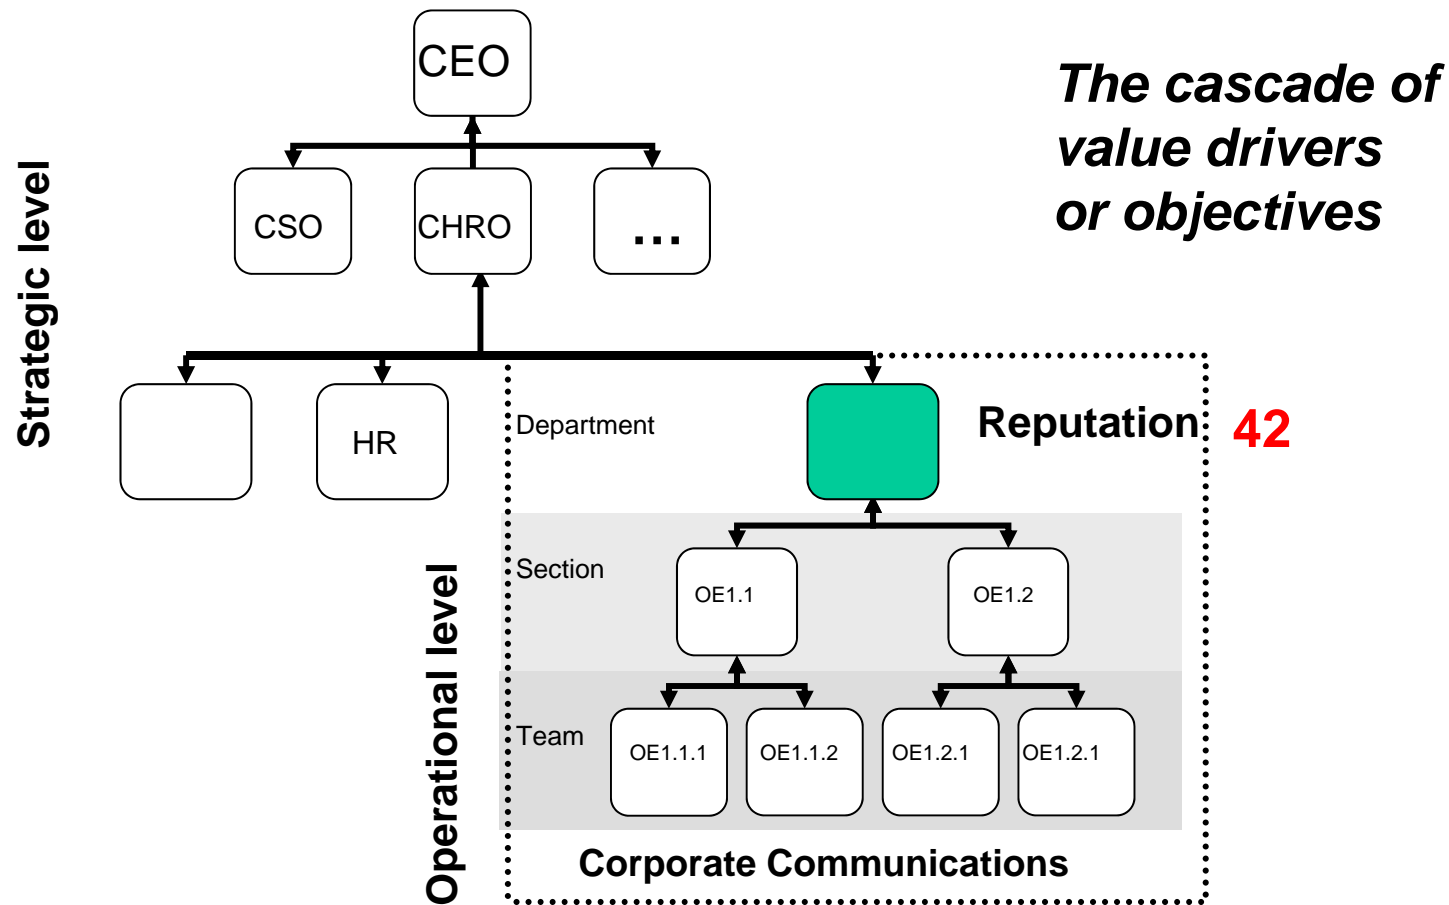 CEO
The cascade of
value drivers
or objectives
Strategic level
CSO
CHRO
...
HR
Department
Reputation
42
Section
OE1.1
OE1.2
Operational level
Team
OE1.1.1
OE1.1.2
OE1.2.1
OE1.2.1
Corporate Communications